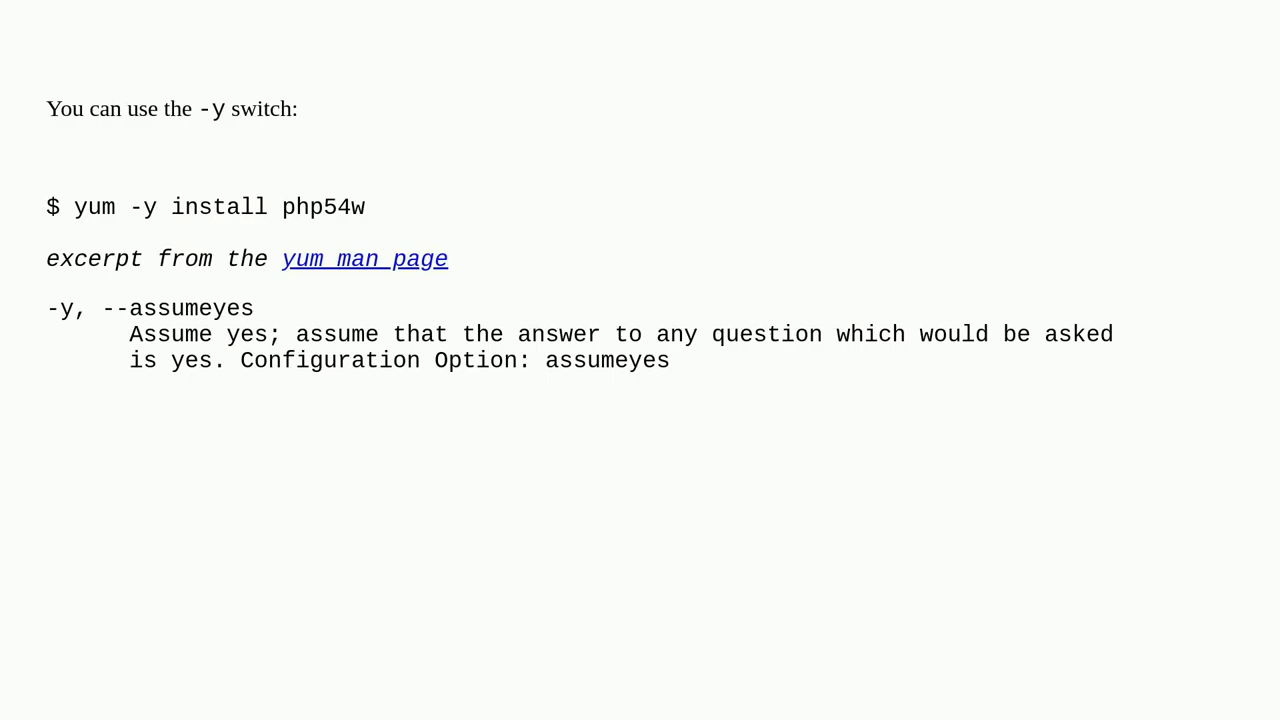 You can use the -y switch:
$ yum -y install php54w
excerpt from the yum man page
-y, --assumeyes
Assume yes; assume that the answer to any question which would be asked
is yes. Configuration Option: assumeyes